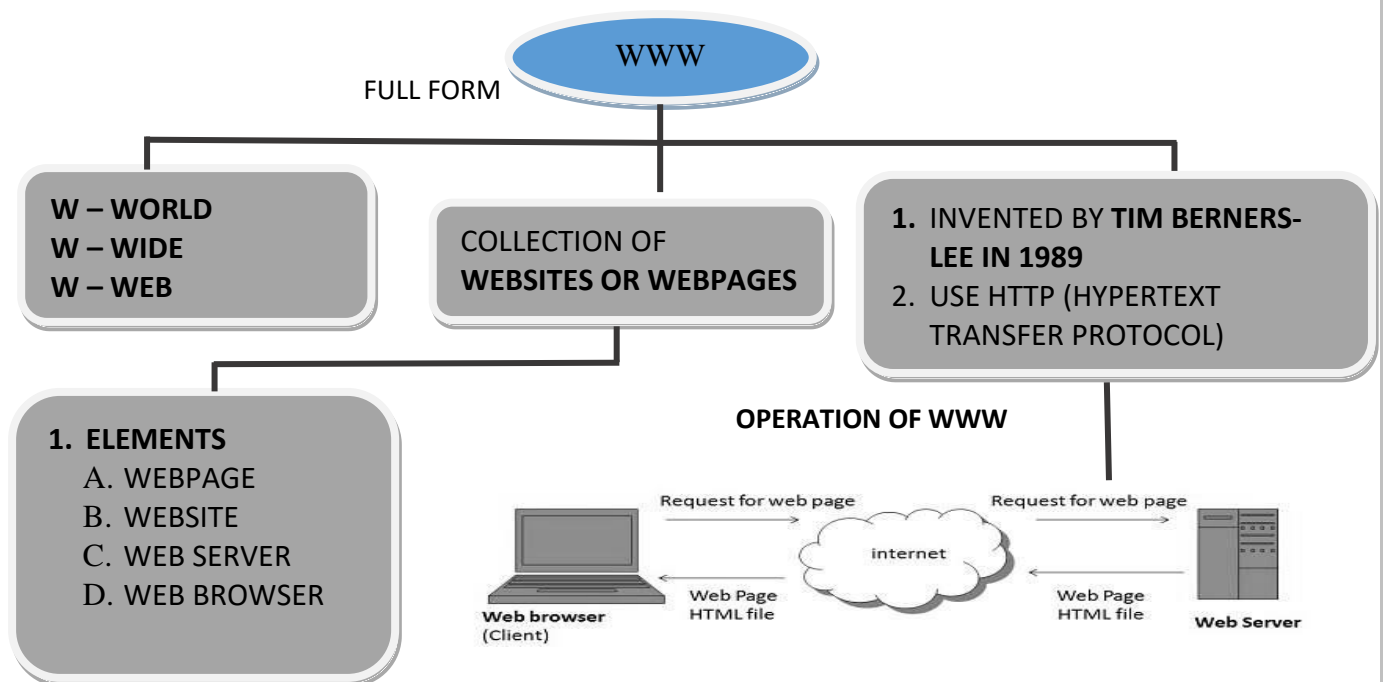 WWW
FULL FORM
W – WORLD
W – WIDE
W – WEB
COLLECTION OF
WEBSITES OR WEBPAGES
1. INVENTED BY TIM BERNERS-
LEE IN 1989
2. USE HTTP (HYPERTEXT
TRANSFER PROTOCOL)
1. ELEMENTS
A. WEBPAGE
B. WEBSITE
C. WEB SERVER
D. WEB BROWSER
OPERATION OF WWW
Request for web page
Request for web page
internet
Web Page
HTML file
Web Page
HTML file
Web browser
(Client)
Web Server